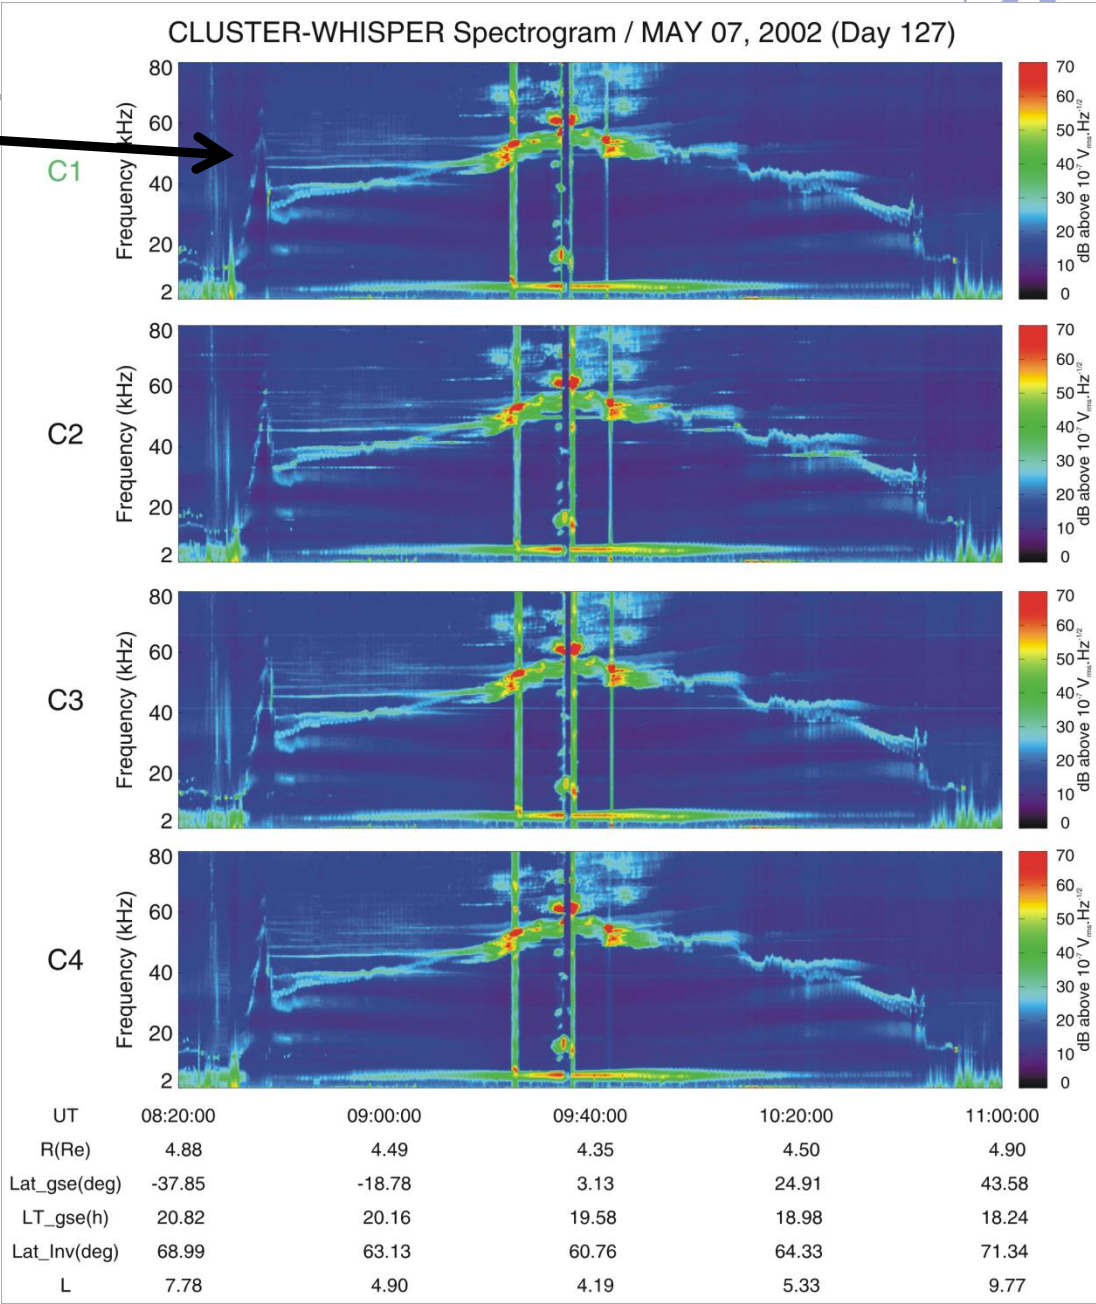 CLUSTER-WHISPER Spectrogram / MAY 07, 2002 (Day 127)
C1
Frequency (kHz)
80
60
40
20
2
70
60
50
40
30
20
10
0
dB above 10⁻⁷ Vrms.Hz⁻¹/²
C2
Frequency (kHz)
80
60
40
20
2
70
60
50
40
30
20
10
0
dB above 10⁻⁷ Vrms.Hz⁻¹/²
C3
Frequency (kHz)
80
60
40
20
2
70
60
50
40
30
20
10
0
dB above 10⁻⁷ Vrms.Hz⁻¹/²
C4
Frequency (kHz)
80
60
40
20
2
70
60
50
40
30
20
10
0
dB above 10⁻⁷ Vrms.Hz⁻¹/²
UT 08:20:00 09:00:00 09:40:00 10:20:00 11:00:00
R(Re) 4.88 4.49 4.35 4.50 4.90
Lat_gse(deg) -37.85 -18.78 3.13 24.91 43.58
LT_gse(h) 20.82 20.16 19.58 18.98 18.24
Lat_Inv(deg) 68.99 63.13 60.76 64.33 71.34
L 7.78 4.90 4.19 5.33 9.77